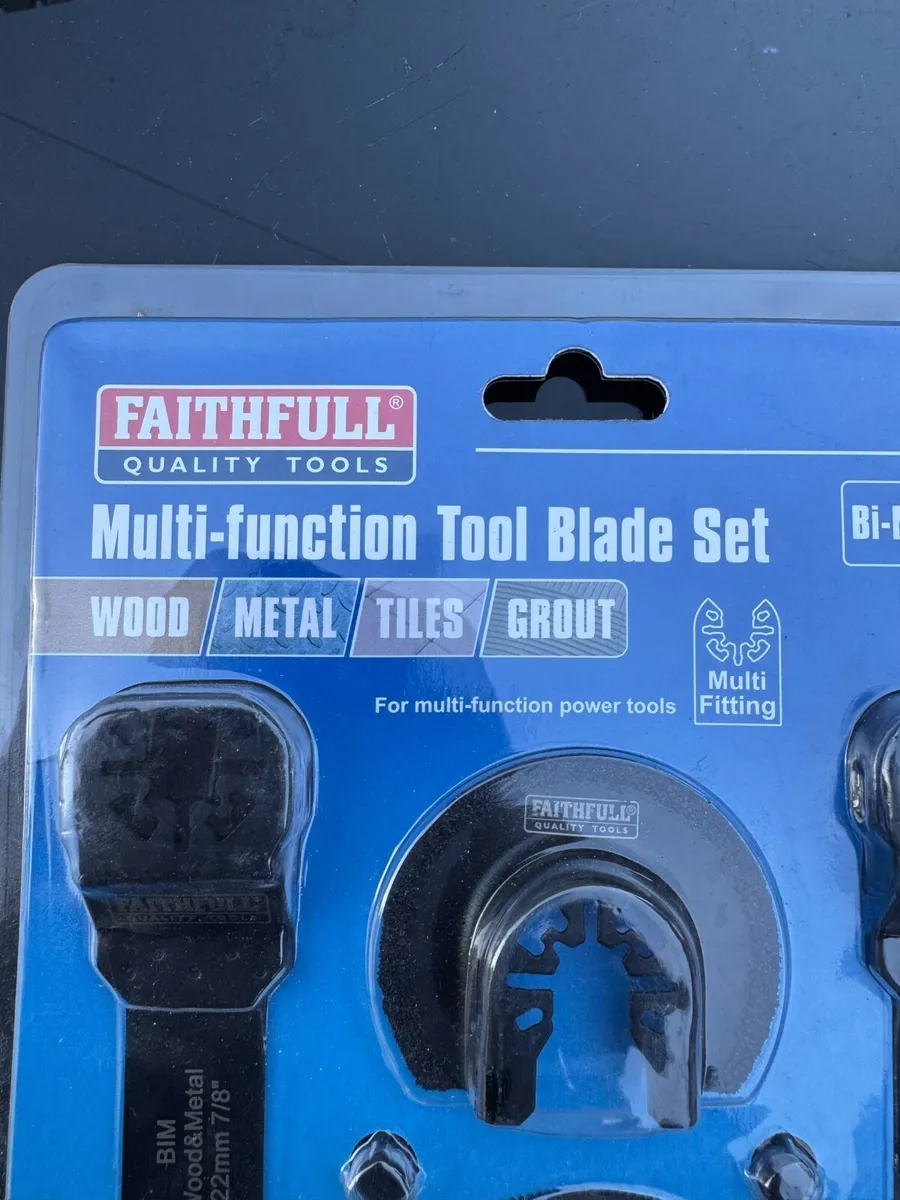 FAITHFULL®
QUALITY TOOLS
Multi-function Tool Blade Set
Bi-
WOOD METAL TILES GROUT
Multi
Fitting
For multi-function power tools
FAITHFULL®
QUALITY TOOLS
FAITHFULL
QUALITY TOOLS
BIM
Wood&Metal
22mm 7/8"